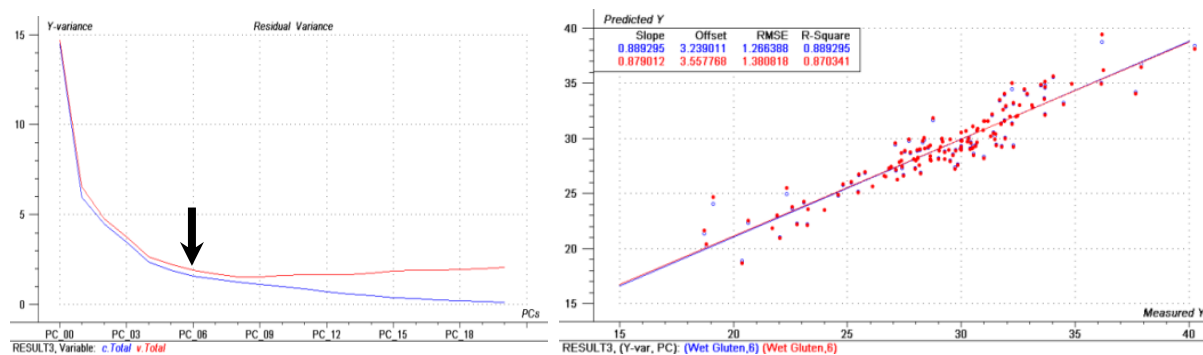 Y-variance Residual Variance
15
10
5
0
PCs
PC_00 PC_03 PC_06 PC_09 PC_12 PC_15 PC_18
RESULT3, Variable: c.Total v.Total
Predicted Y
Slope Offset RMSE R-Square
0.889295 3.239011 1.266388 0.889295
0.879012 3.557768 1.380818 0.870341
40
35
30
25
20
15
Measured Y
15 20 25 30 35 40
RESULT3, (Y-var, PC): (Wet Gluten,6) (Wet Gluten,6)